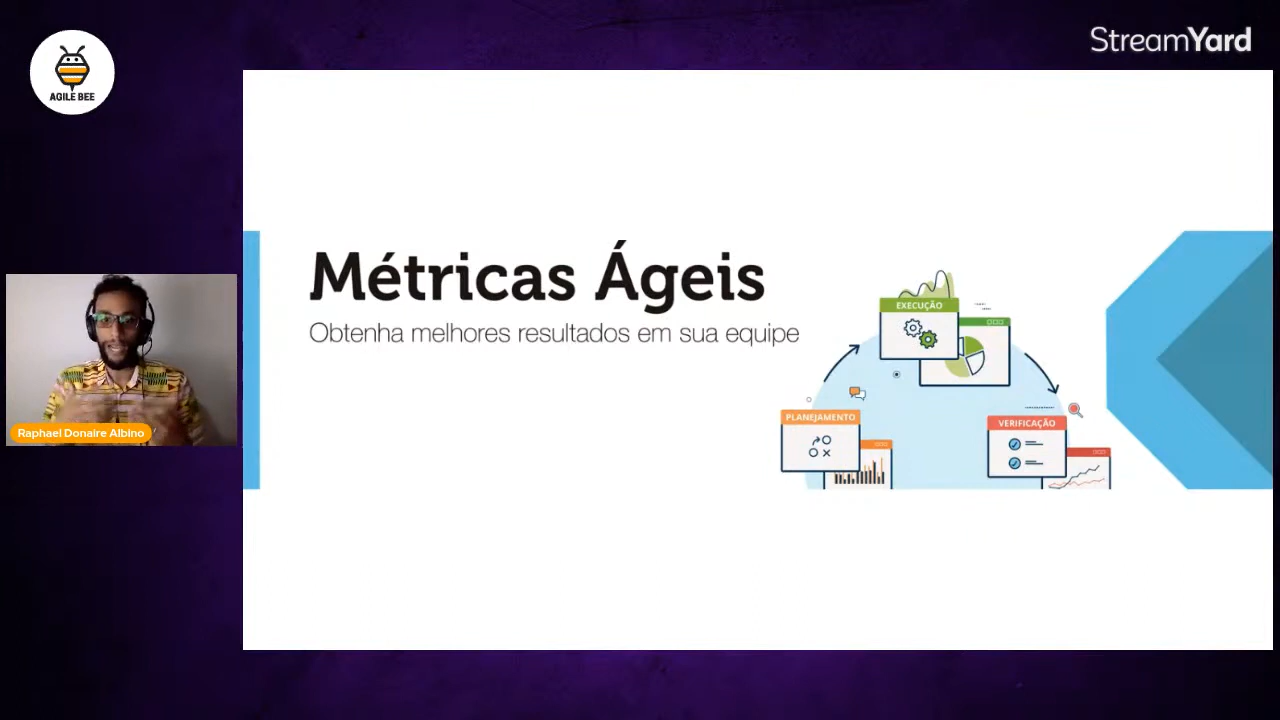 AGILE BEE
StreamYard
Métricas Ágeis
Obtenha melhores resultados em sua equipe
EXECUÇÃO
PLANEJAMENTO
VERIFICAÇÃO
Raphael Donaire Albino